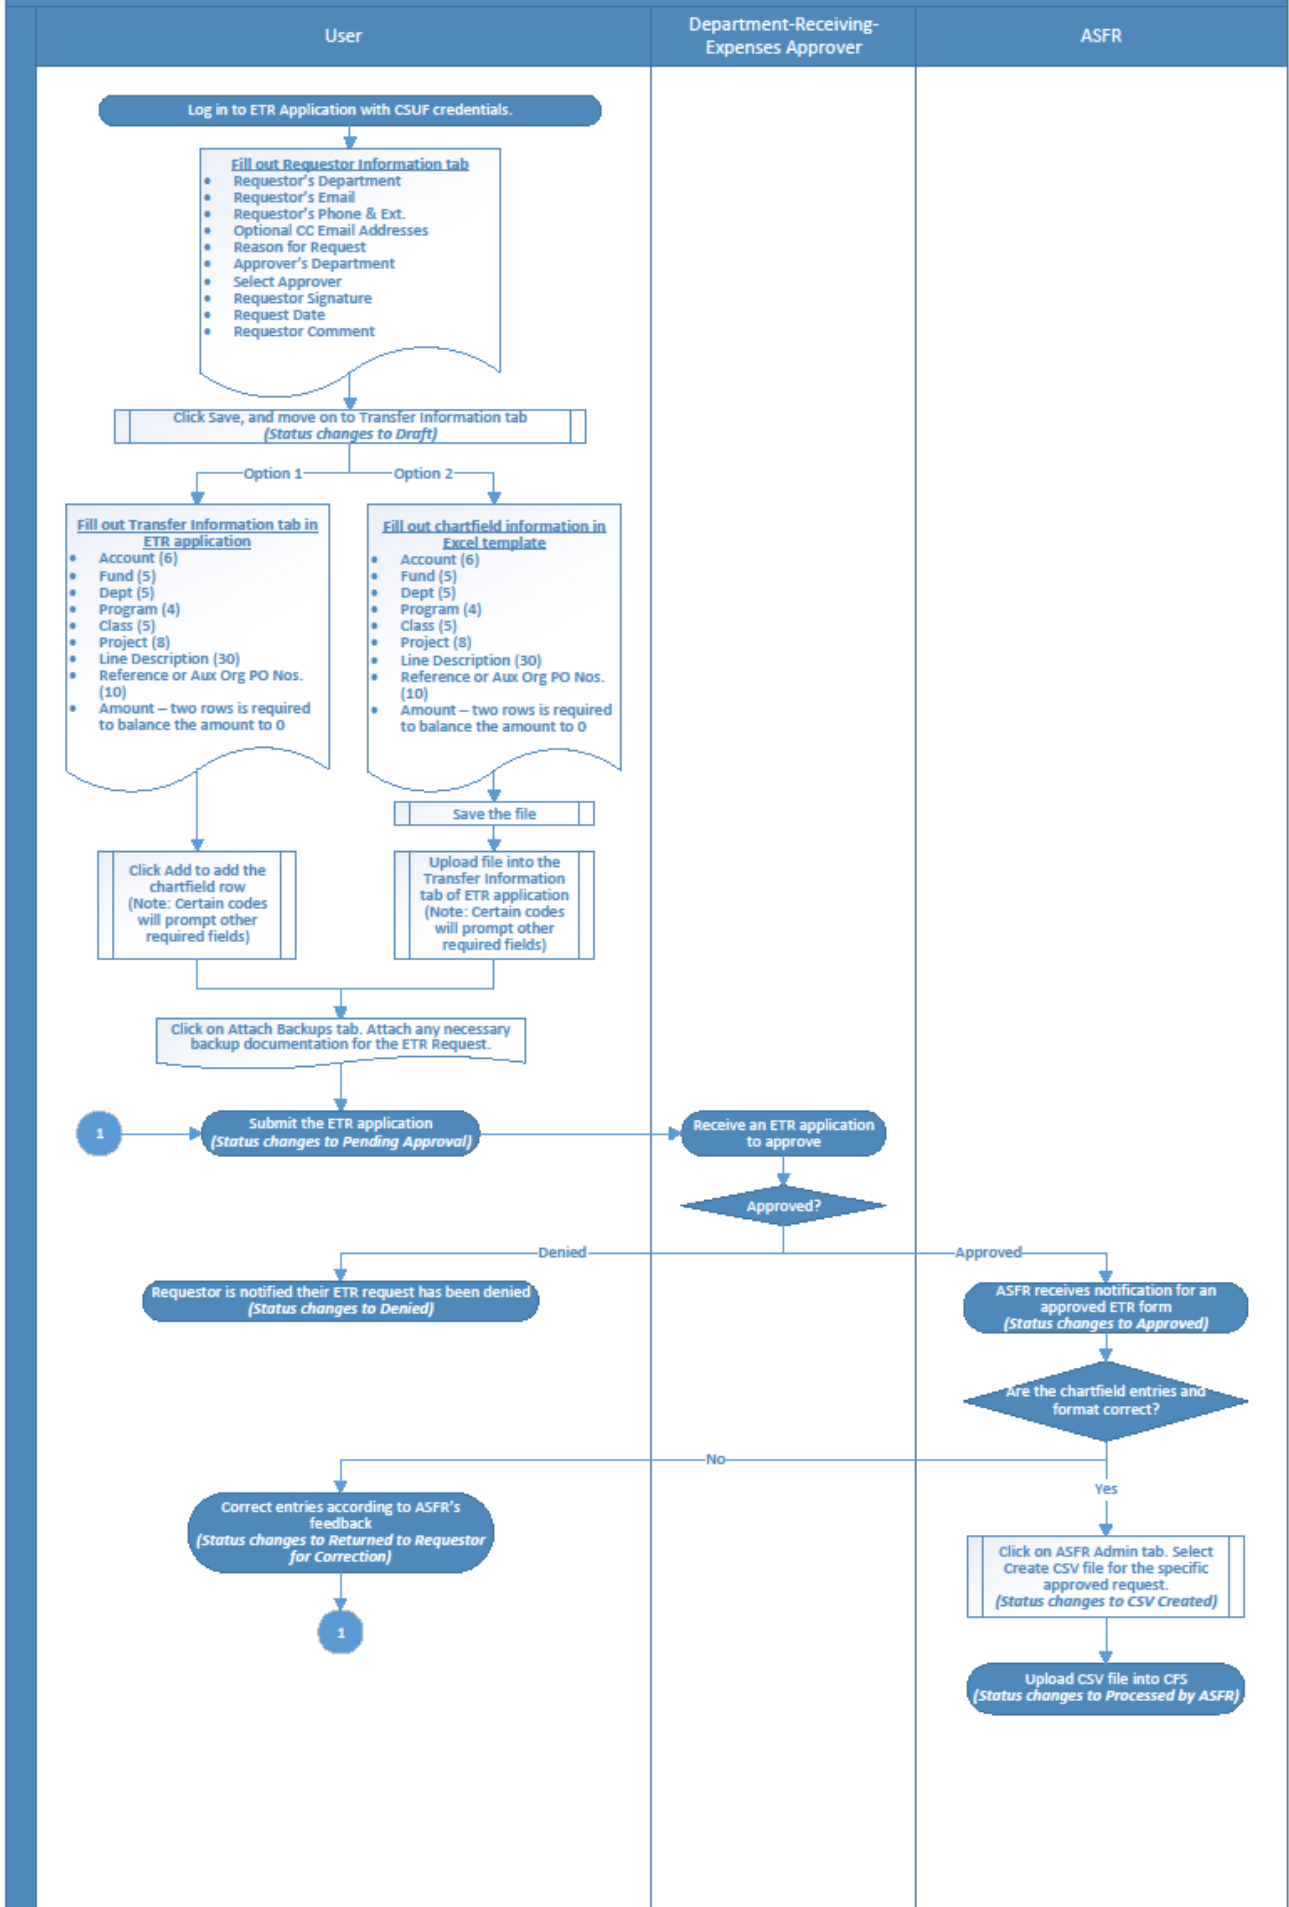 User
Department-Receiving-
Expenses Approver
ASFR
Log in to ETR Application with CSUF credentials.
Fill out Requestor Information tab
• Requestor's Department
• Requestor's Email
• Requestor's Phone & Ext.
• Optional CC Email Addresses
• Reason for Request
• Approver's Department
• Select Approver
• Requestor Signature
• Request Date
• Requestor Comment
Click Save, and move on to Transfer Information tab
(Status changes to Draft)
Option 1
Option 2
Fill out Transfer Information tab in
ETR application
• Account (6)
• Fund (5)
• Dept (5)
• Program (4)
• Class (5)
• Project (8)
• Line Description (30)
• Reference or Aux Org PO Nos.
(10)
• Amount – two rows is required
to balance the amount to 0
Fill out chartfield information in
Excel template
• Account (6)
• Fund (5)
• Dept (5)
• Program (4)
• Class (5)
• Project (8)
• Line Description (30)
• Reference or Aux Org PO Nos.
(10)
• Amount – two rows is required
to balance the amount to 0
Save the file
Click Add to add the
chartfield row
(Note: Certain codes
will prompt other
required fields)
Upload file into the
Transfer Information
tab of ETR application
(Note: Certain codes
will prompt other
required fields)
Click on Attach Backups tab. Attach any necessary
backup documentation for the ETR Request.
1
Submit the ETR application
(Status changes to Pending Approval)
Receive an ETR application
to approve
Approved?
Denied
Approved
Requestor is notified their ETR request has been denied
(Status changes to Denied)
ASFR receives notification for an
approved ETR form
(Status changes to Approved)
Are the chartfield entries and
format correct?
No
Yes
Correct entries according to ASFR's
feedback
(Status changes to Returned to Requestor
for Correction)
1
Click on ASFR Admin tab. Select
Create CSV file for the specific
approved request.
(Status changes to CSV Created)
Upload CSV file into CFS
(Status changes to Processed by ASFR)